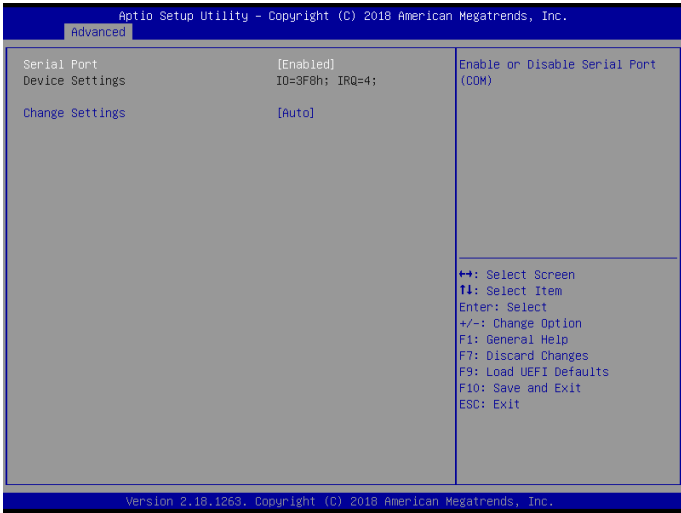 Aptio Setup Utility – Copyright (C) 2018 American Megatrends, Inc.
Advanced
Serial Port [Enabled]
Device Settings IO=3F8h; IRQ=4;
Change Settings [Auto]
Enable or Disable Serial Port
(COM)
↔: Select Screen
↑↓: Select Item
Enter: Select
+/-: Change Option
F1: General Help
F7: Discard Changes
F9: Load UEFI Defaults
F10: Save and Exit
ESC: Exit
Version 2.18.1263. Copyright (C) 2018 American Megatrends, Inc.